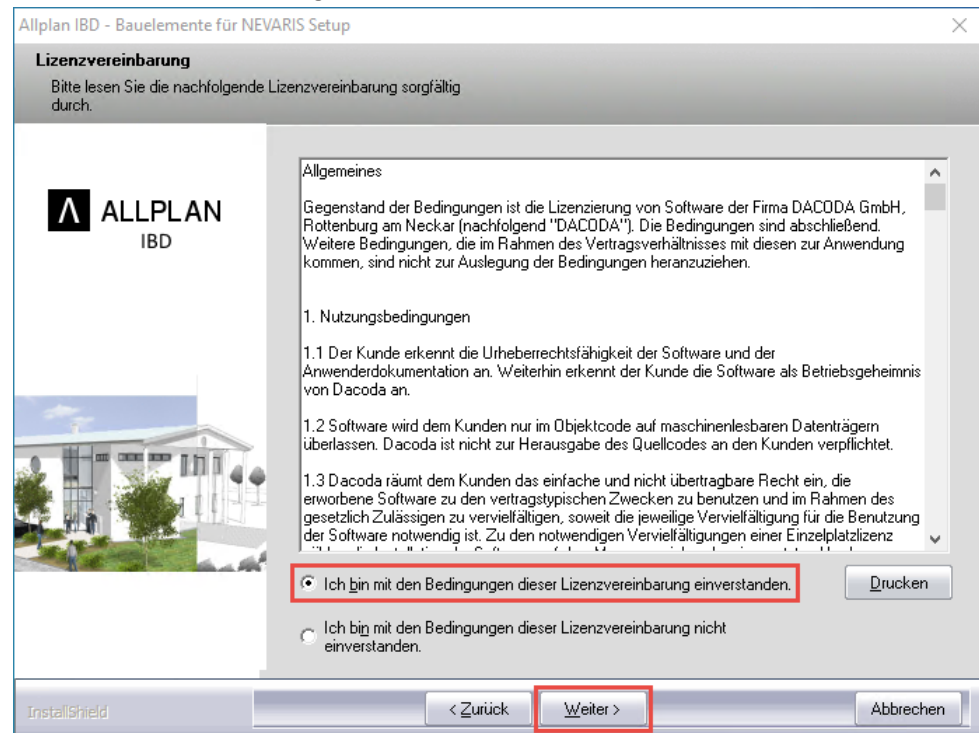 Allplan IBD - Bauelemente für NEVARIS Setup
Lizenzvereinbarung
Bitte lesen Sie die nachfolgende Lizenzvereinbarung sorgfältig
durch.
ALLPLAN
IBD
Allgemeines
Gegenstand der Bedingungen ist die Lizenzierung von Software der Firma DACODA GmbH,
Rottenburg am Neckar (nachfolgend "DACODA"). Die Bedingungen sind abschließend.
Weitere Bedingungen, die im Rahmen des Vertragsverhältnisses mit diesen zur Anwendung
kommen, sind nicht zur Auslegung der Bedingungen heranzuziehen.
1. Nutzungsbedingungen
1.1 Der Kunde erkennt die Urheberrechtsfähigkeit der Software und der
Anwenderdokumentation an. Weiterhin erkennt der Kunde die Software als Betriebsgeheimnis
von Dacoda an.
1.2 Software wird dem Kunden nur im Objektcode auf maschinenlesbaren Datenträgern
überlassen. Dacoda ist nicht zur Herausgabe des Quellcodes an den Kunden verpflichtet.
1.3 Dacoda räumt dem Kunden das einfache und nicht übertragbare Recht ein, die
erworbene Software zu den vertragstypischen Zwecken zu benutzen und im Rahmen des
gesetzlich Zulässigen zu vervielfältigen, soweit die jeweilige Vervielfältigung für die Benutzung
der Software notwendig ist. Zu den notwendigen Vervielfältigungen einer Einzelplatzlizenz
Ich bin mit den Bedingungen dieser Lizenzvereinbarung einverstanden.
Drucken
Ich bin mit den Bedingungen dieser Lizenzvereinbarung nicht
einverstanden.
InstallShield
< Zurück
Weiter >
Abbrechen